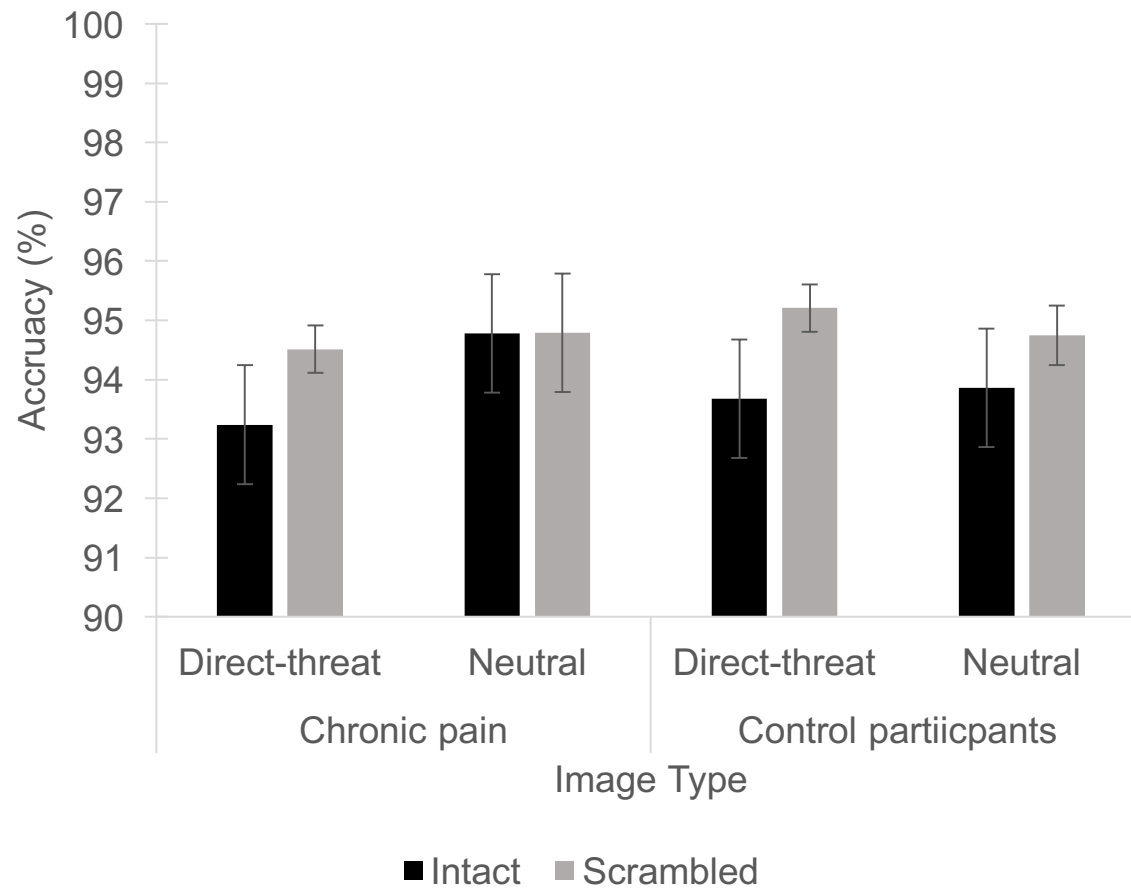 100
99
98
97
96
95
94
93
92
91
90
Accruacy (%)
Direct-threat Neutral Direct-threat Neutral
Chronic pain Control partiicpants
Image Type
Intact Scrambled